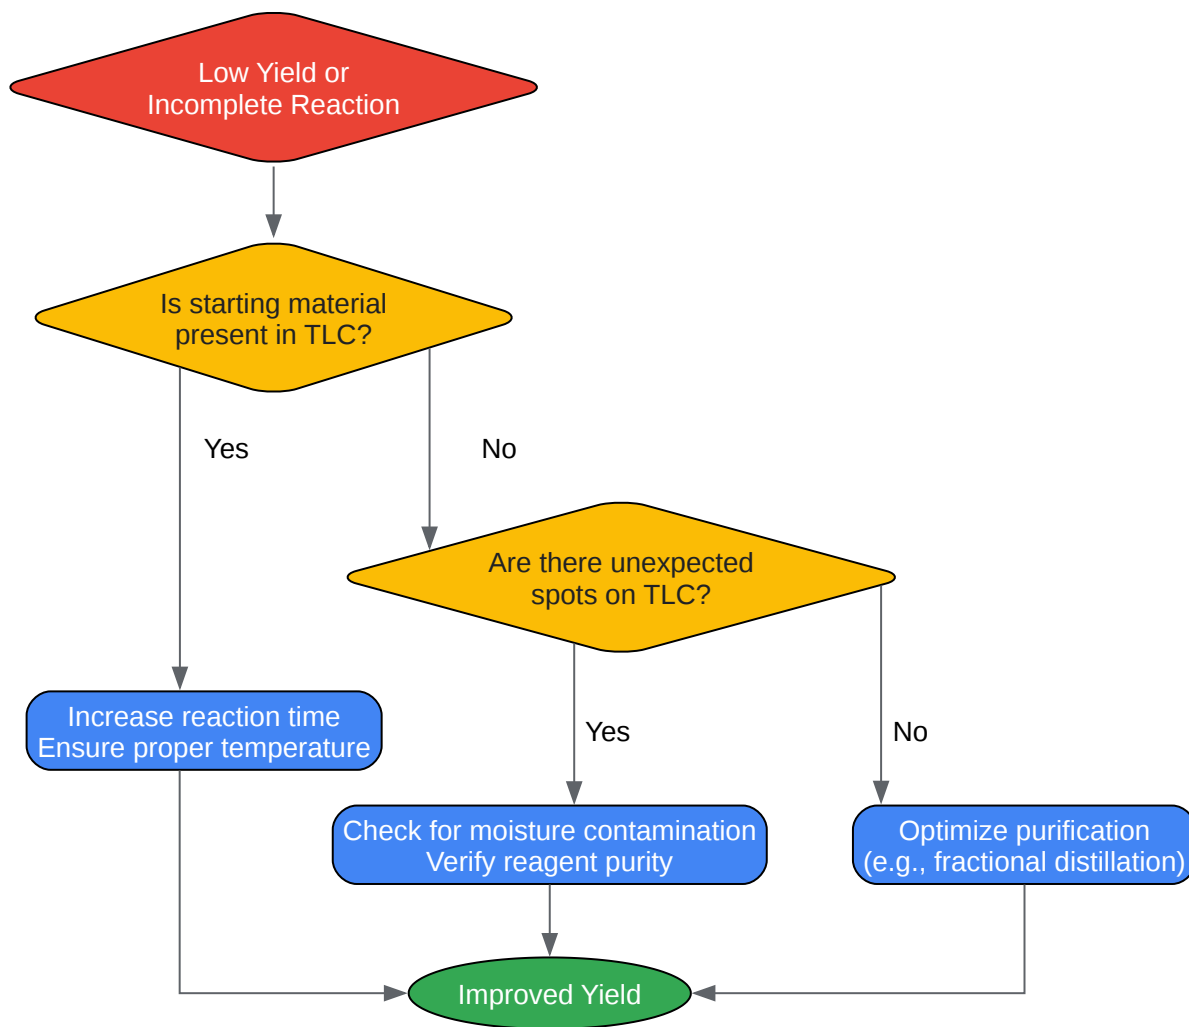 Low Yield or
Incomplete Reaction
Is starting material
present in TLC?
Yes
No
Are there unexpected
spots on TLC?
Increase reaction time
Ensure proper temperature
Yes
No
Check for moisture contamination
Verify reagent purity
Optimize purification
(e.g., fractional distillation)
Improved Yield